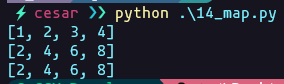 ⚡ cesar ❯❯ python .\14_map.py
[1, 2, 3, 4]
[2, 4, 6, 8]
[2, 4, 6, 8]